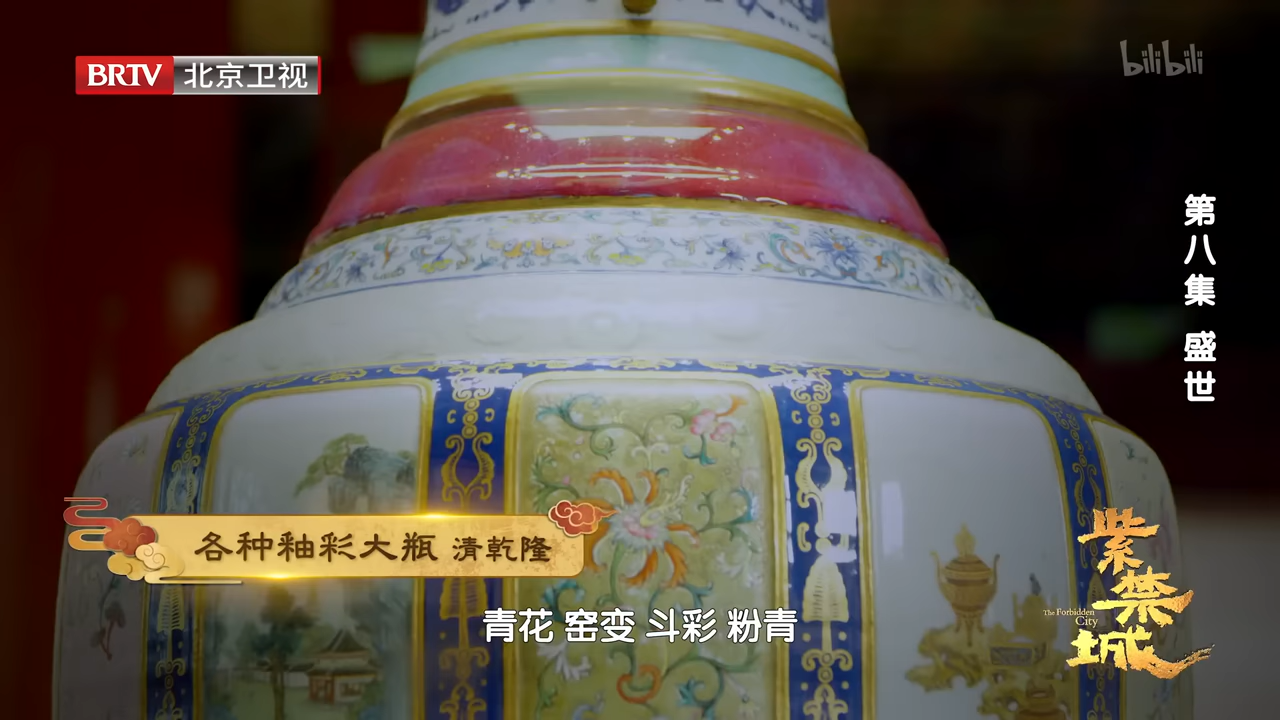 BRTV 北京卫视
bilibili
第八集 盛世
各种釉彩大瓶 清乾隆
青花 窑变 斗彩 粉青
紫禁城
The Forbidden
City